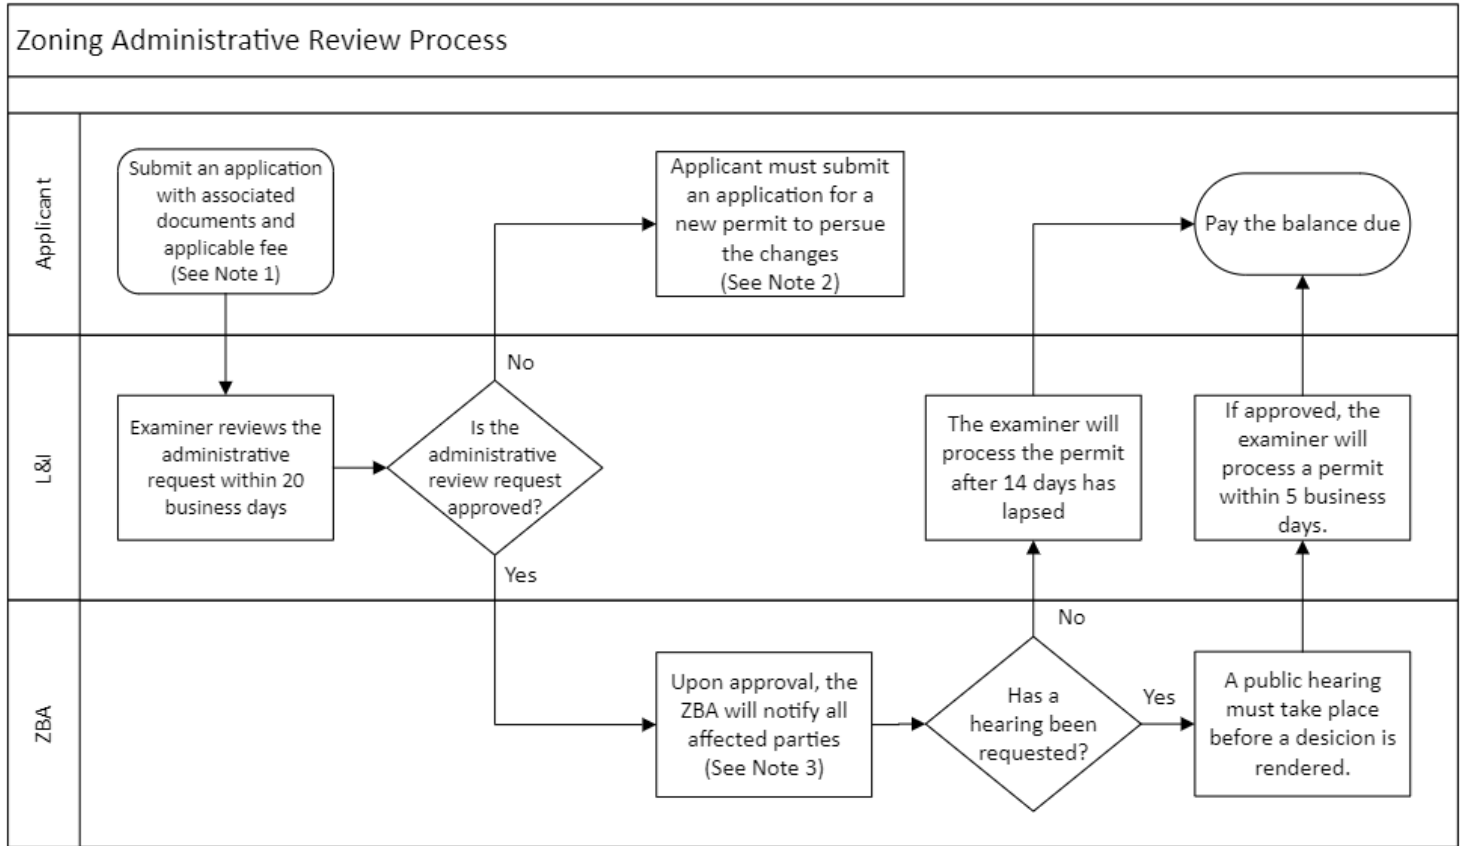 Zoning Administrative Review Process
Applicant
Submit an application
with associated
documents and
applicable fee
(See Note 1)
Applicant must submit
an application for a
new permit to persue
the changes
(See Note 2)
Pay the balance due
L&I
Examiner reviews the
administrative
request within 20
business days
Is the
administrative
review request
approved?
No
Yes
The examiner will
process the permit
after 14 days has
lapsed
If approved, the
examiner will
process a permit
within 5 business
days.
ZBA
Upon approval, the
ZBA will notify all
affected parties
(See Note 3)
Has a
hearing been
requested?
No
Yes
A public hearing
must take place
before a desicion is
rendered.